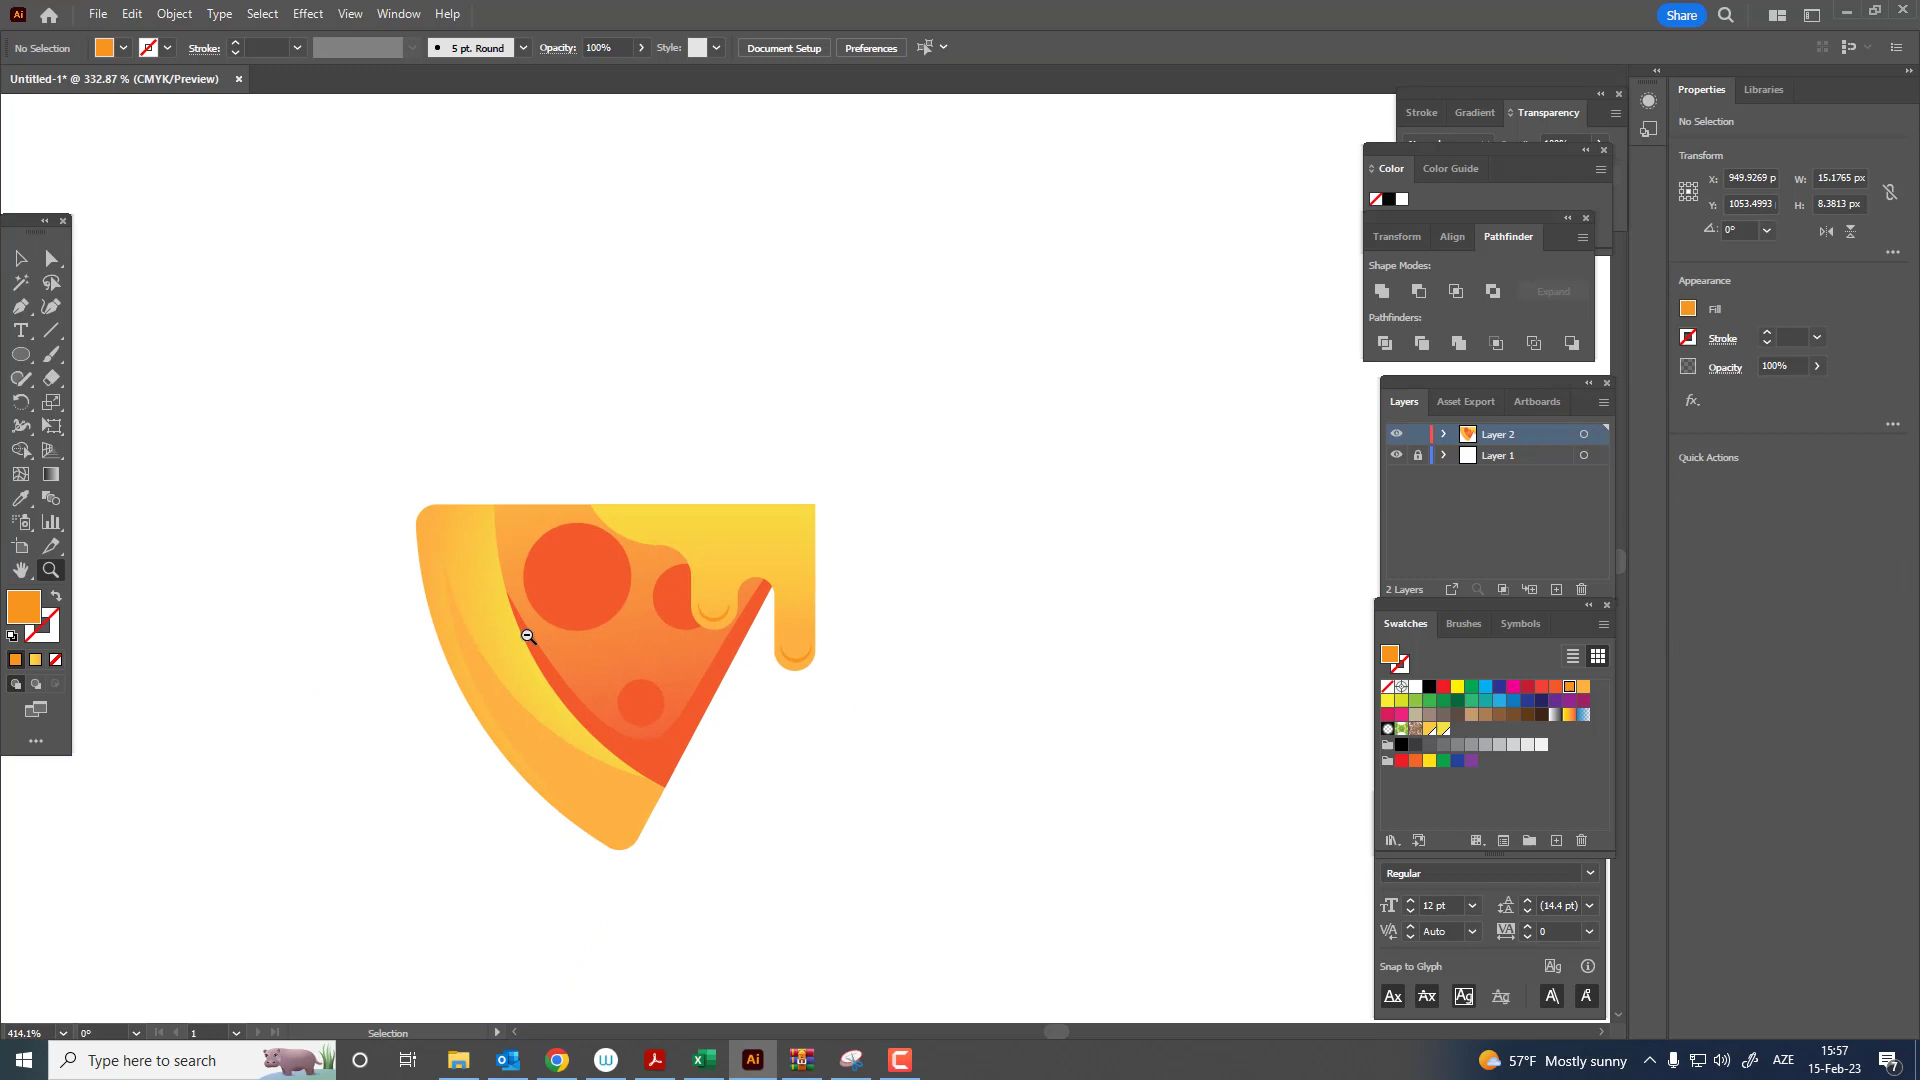 Ai File Edit Object Type Select Effect View Window Help Share
No Selection Stroke: 5 pt. Round Opacity: 100% Style: Document Setup Preferences
Untitled-1* @ 332.87 % (CMYK/Preview) ×
Properties Libraries
Stroke Gradient Transparency
No Selection
Transform
Color Color Guide
X: 949.9269 p W: 15.1765 px
Y: 1053.4993 H: 8.3813 px
0°
Transform Align Pathfinder
Shape Modes:
Expand
Pathfinders:
Appearance
Fill
Stroke
Opacity 100%
fx.
Layers Asset Export Artboards
Layer 2
Layer 1
Quick Actions
2 Layers
Swatches Brushes Symbols
Regular
12 pt (14.4 pt)
Auto 0
Snap to Glyph
414.1% 0° 1 Selection
Type here to search
57°F Mostly sunny AZE 15:57
15-Feb-23
7